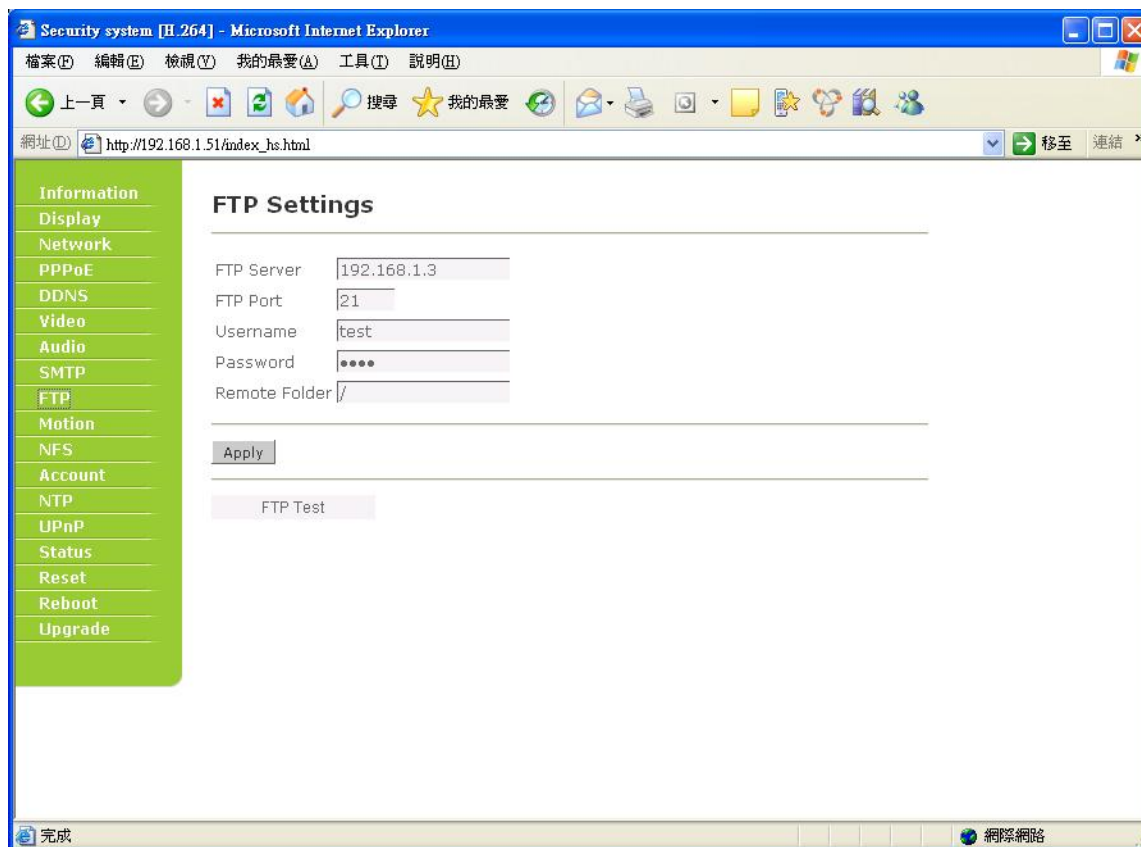 Security system [H.264] - Microsoft Internet Explorer
檔案(F) 編輯(E) 檢視(V) 我的最愛(A) 工具(T) 說明(H)
上一頁 搜尋 我的最愛
網址(D) http://192.168.1.51/index_hs.html 移至 連結 »
Information
Display
Network
PPPoE
DDNS
Video
Audio
SMTP
FTP
Motion
NFS
Account
NTP
UPnP
Status
Reset
Reboot
Upgrade
FTP Settings
FTP Server 192.168.1.3
FTP Port 21
Username test
Password ••••
Remote Folder /
Apply
FTP Test
完成 網際網路